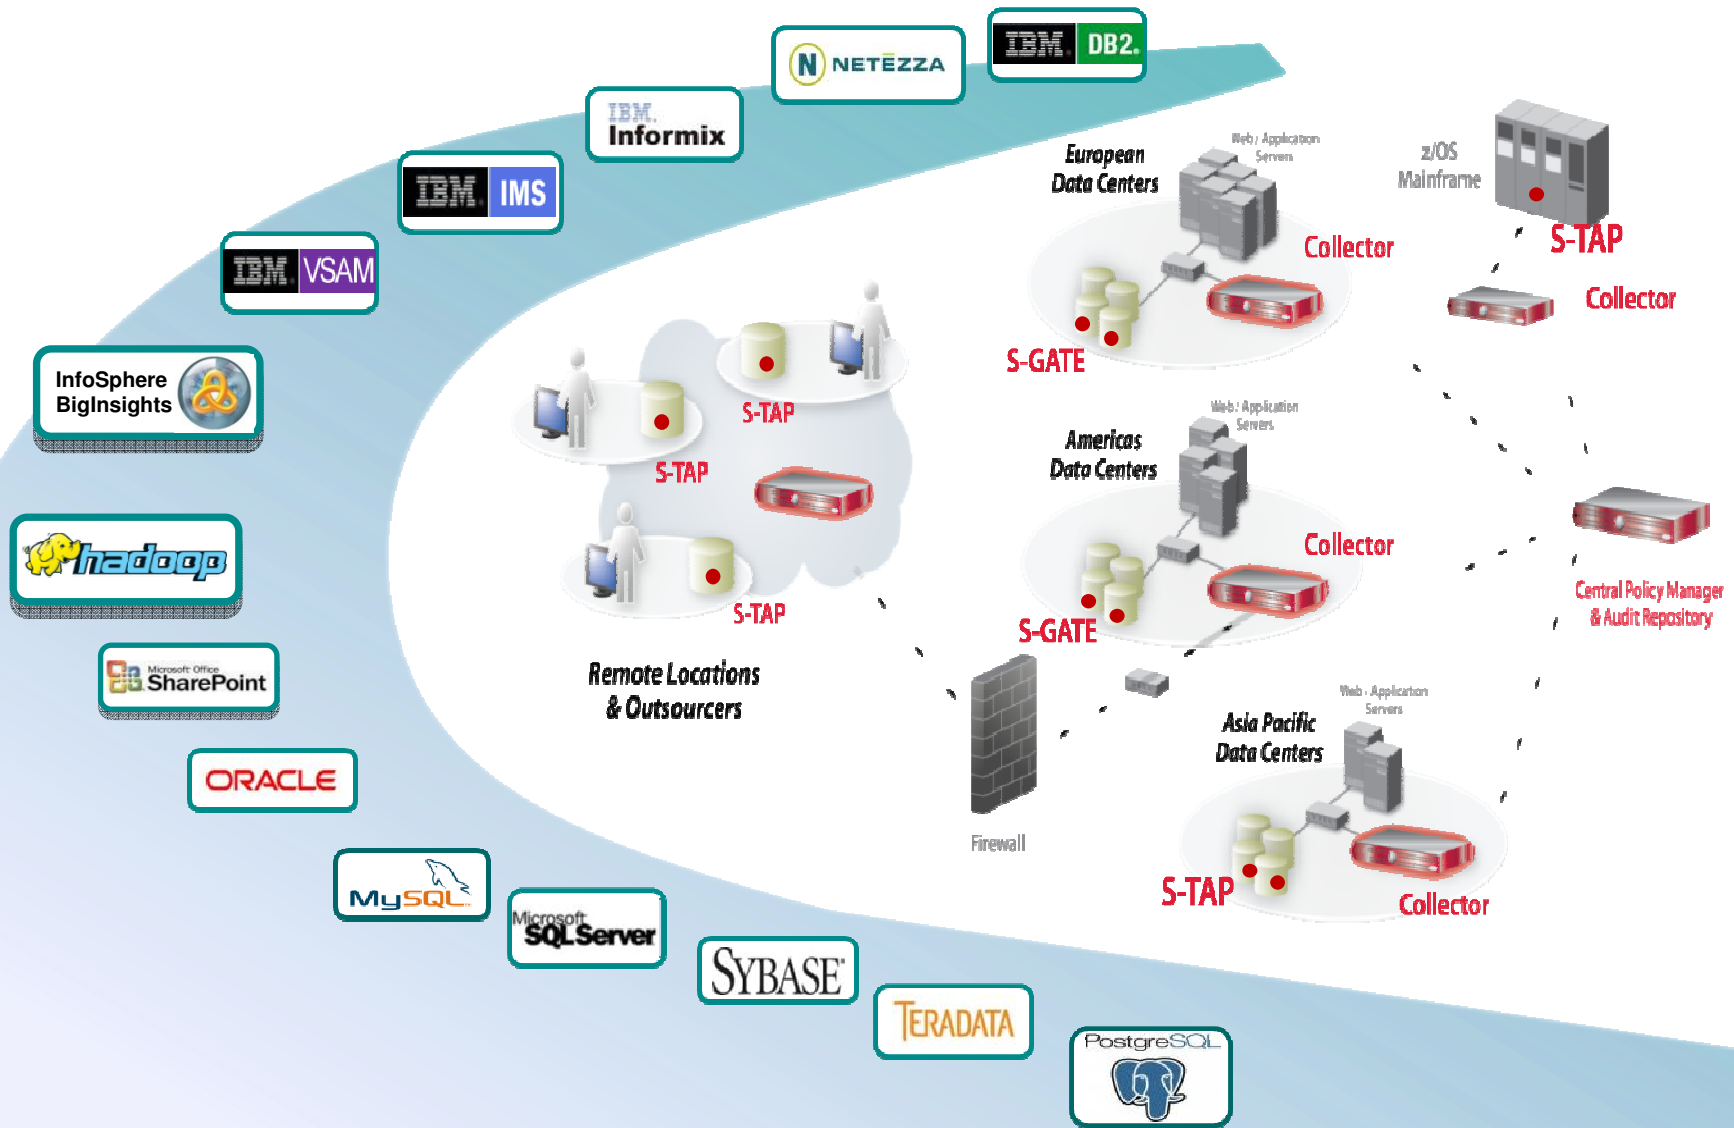 IBM. DB2.
NETEZZA
IBM.
Informix
IBM. IMS
IBM. VSAM
InfoSphere
BigInsights
hadoop
Microsoft Office
SharePoint
ORACLE
MySQL
Microsoft
SQL Server
SYBASE
TERADATA
PostgreSQL
European
Data Centers
Web / Application
Servers
Collector
S-GATE
z/OS
Mainframe
S-TAP
Collector
S-TAP
S-TAP
S-TAP
Remote Locations
& Outsourcers
Web / Application
Servers
Americas
Data Centers
Collector
S-GATE
Central Policy Manager
& Audit Repository
Firewall
Web - Application
Servers
Asia Pacific
Data Centers
S-TAP
Collector